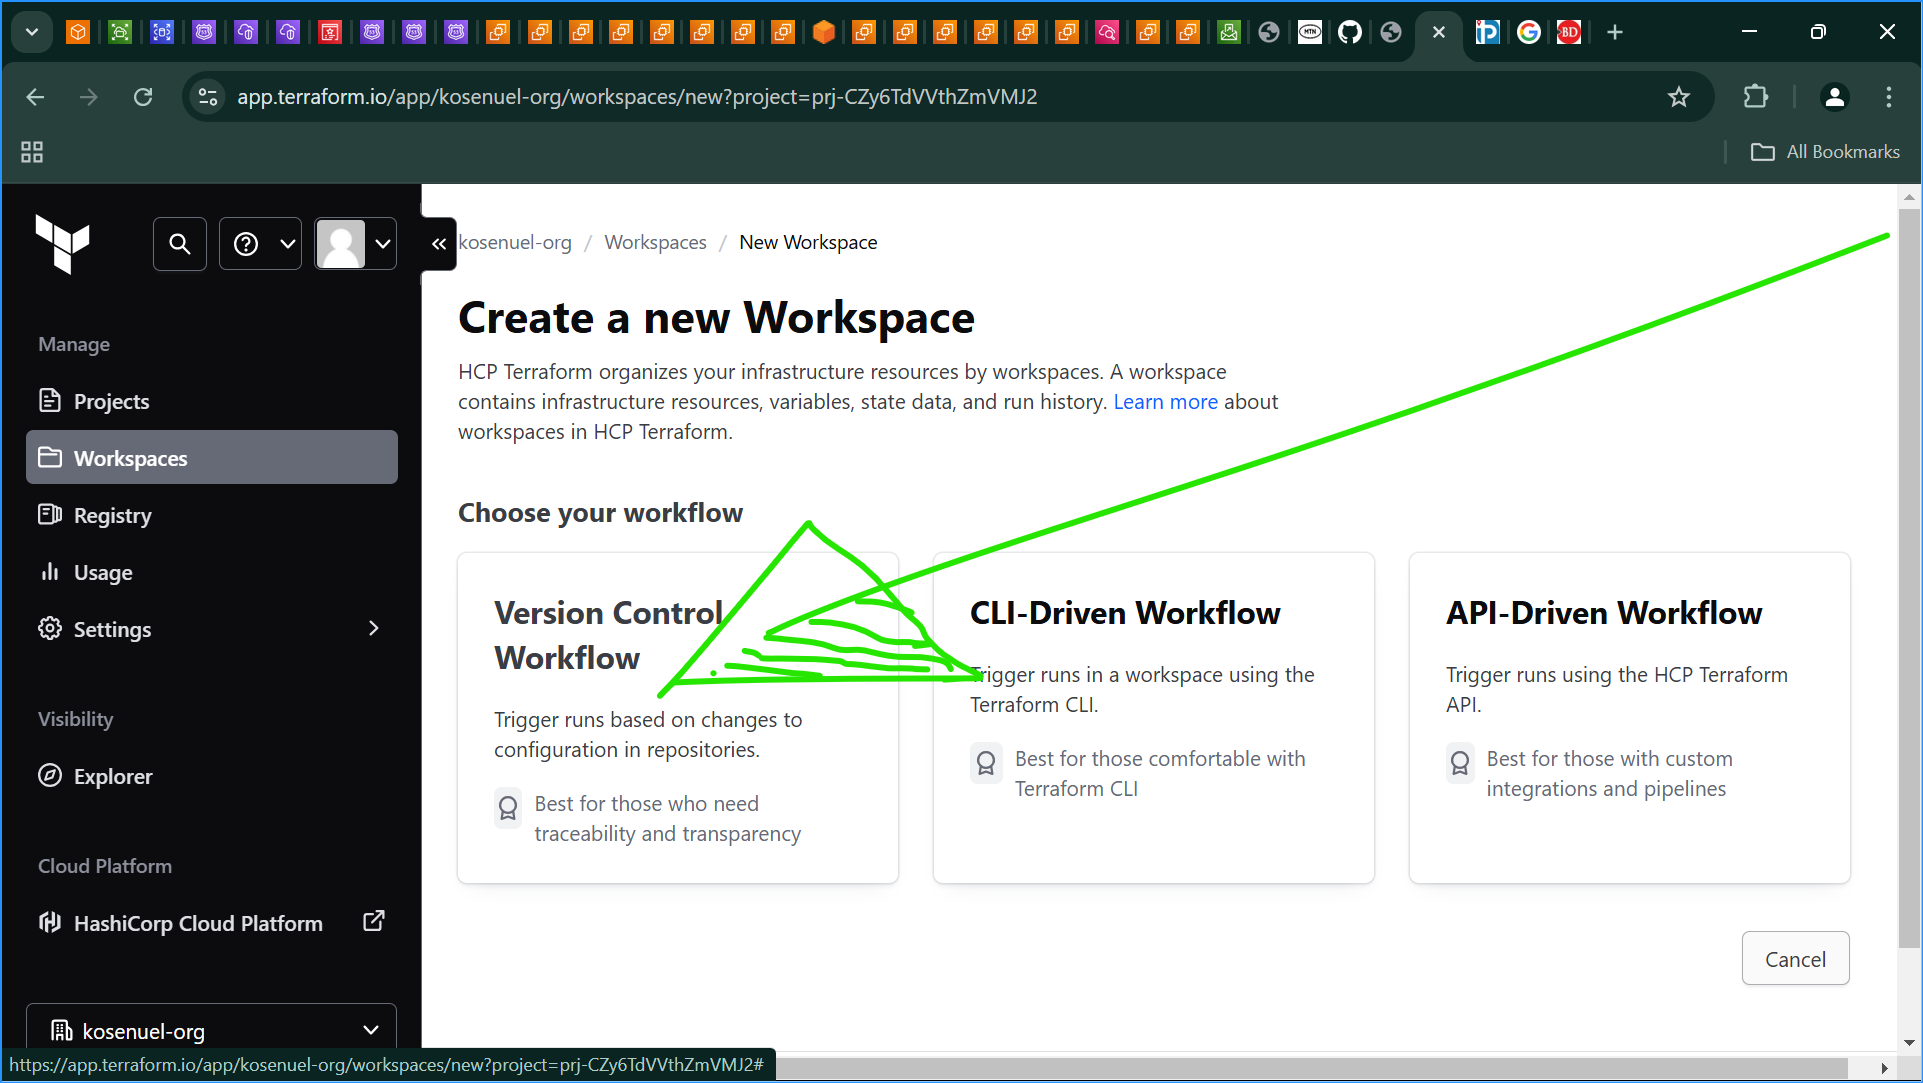 MTN
BD
app.terraform.io/app/kosenuel-org/workspaces/new?project=prj-CZy6TdVVthZmVMJ2
All Bookmarks
kosenuel-org / Workspaces / New Workspace
Create a new Workspace
HCP Terraform organizes your infrastructure resources by workspaces. A workspace
contains infrastructure resources, variables, state data, and run history. Learn more about
workspaces in HCP Terraform.
Choose your workflow
Version Control
Workflow
Trigger runs based on changes to
configuration in repositories.
Best for those who need
traceability and transparency
CLI-Driven Workflow
Trigger runs in a workspace using the
Terraform CLI.
Best for those comfortable with
Terraform CLI
API-Driven Workflow
Trigger runs using the HCP Terraform
API.
Best for those with custom
integrations and pipelines
Cancel
Manage
Projects
Workspaces
Registry
Usage
Settings
Visibility
Explorer
Cloud Platform
HashiCorp Cloud Platform
kosenuel-org
https://app.terraform.io/app/kosenuel-org/workspaces/new?project=prj-CZy6TdVVthZmVMJ2#